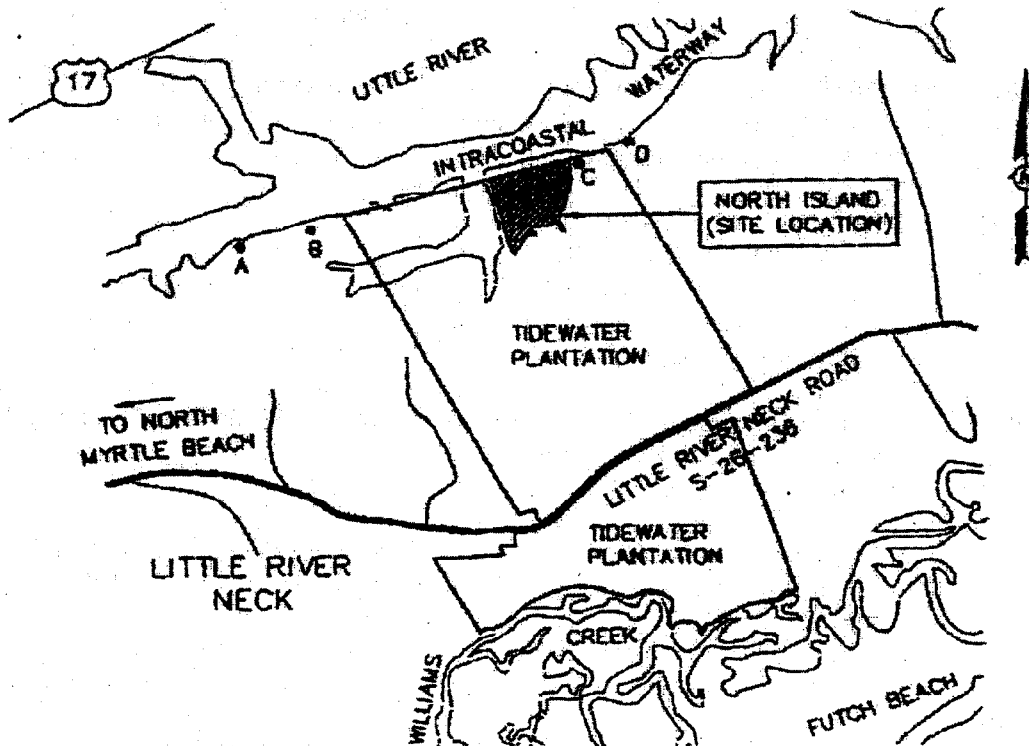 17
LITTLE RIVER
WATERWAY
INTRACOASTAL
D
C
NORTH ISLAND
(SITE LOCATION)
B
A
TIDEWATER
PLANTATION
TO NORTH
MYRTLE BEACH
LITTLE RIVER NECK ROAD
S-26-236
LITTLE RIVER
NECK
TIDEWATER
PLANTATION
CREEK
WILLIAMS
FUTCH BEACH